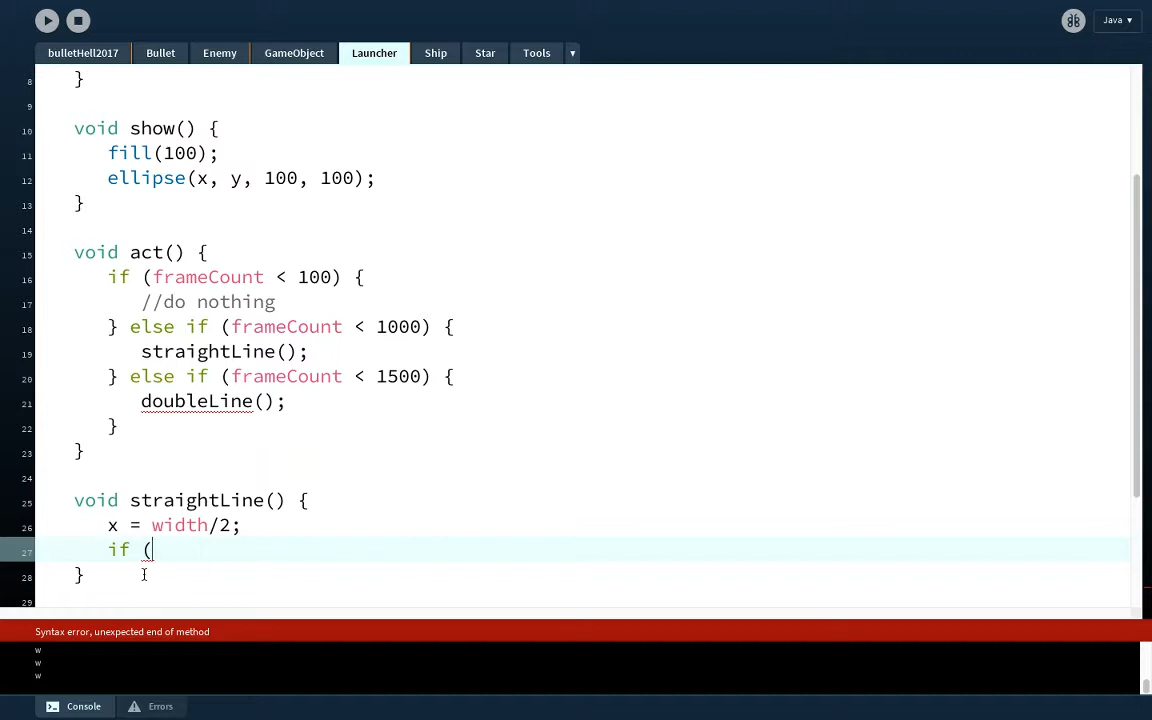 Java ▾
bulletHell2017 Bullet Enemy GameObject Launcher Ship Star Tools ▾
8 }
9
10 void show() {
11 fill(100);
12 ellipse(x, y, 100, 100);
13 }
14
15 void act() {
16 if (frameCount < 100) {
17 //do nothing
18 } else if (frameCount < 1000) {
19 straightLine();
20 } else if (frameCount < 1500) {
21 doubleLine();
22 }
23 }
24
25 void straightLine() {
26 x = width/2;
27 if (
28 }
29
Syntax error, unexpected end of method
w
w
w
Console Errors